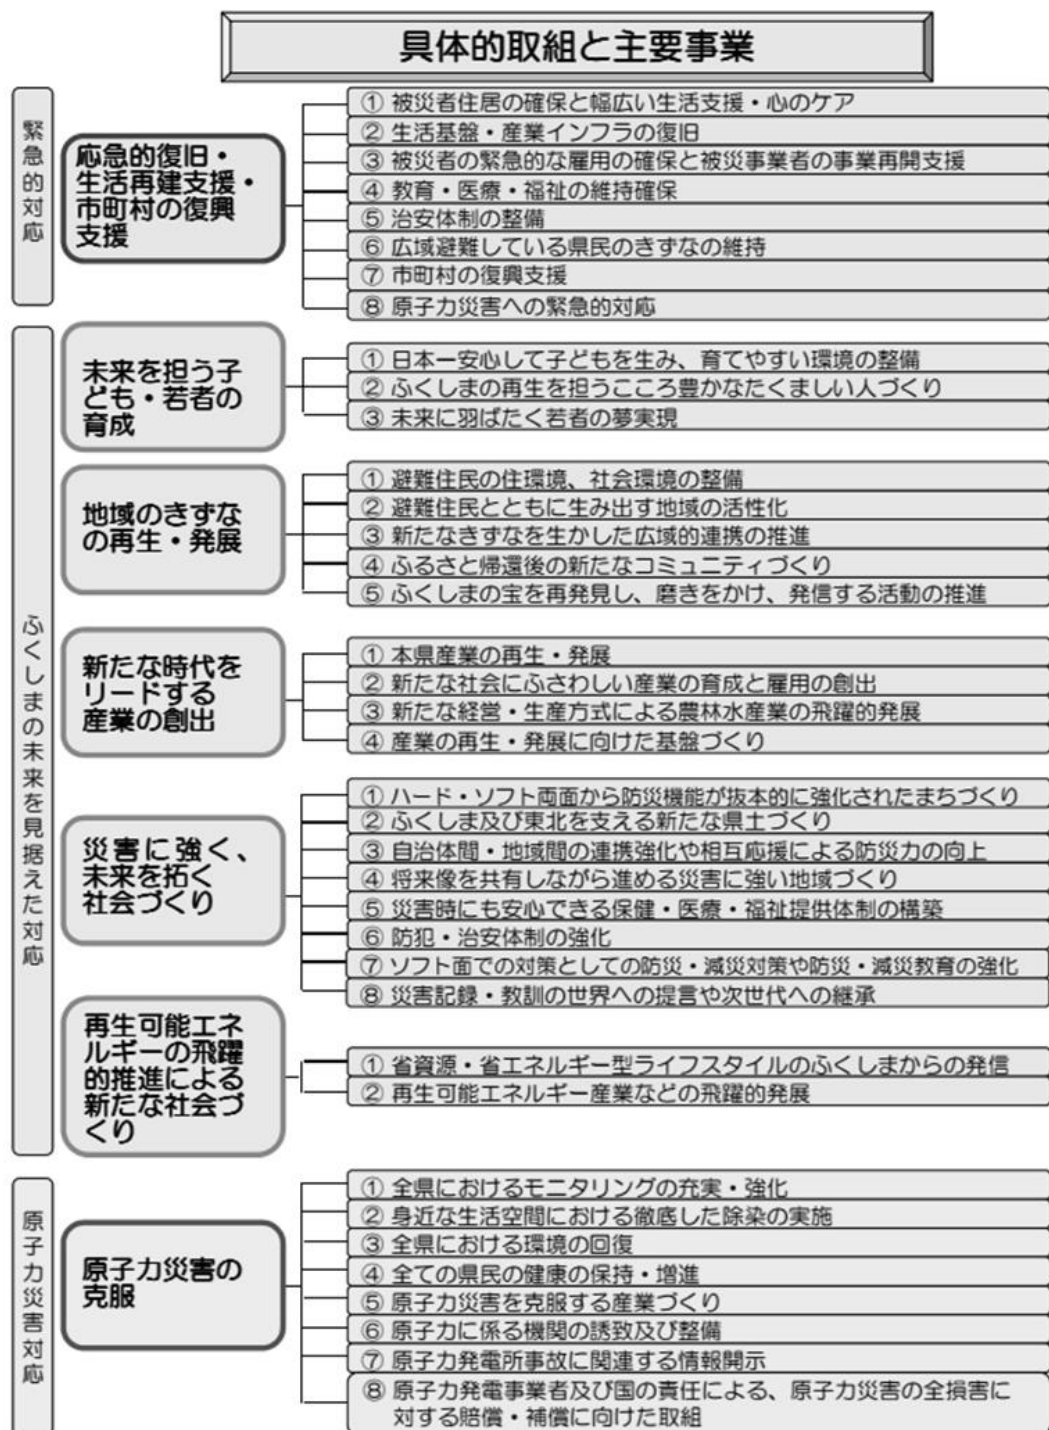 具体的取組と主要事業
緊急的対応
応急的復旧・
生活再建支援・
市町村の復興
支援
① 被災者住居の確保と幅広い生活支援・心のケア
② 生活基盤・産業インフラの復旧
③ 被災者の緊急的な雇用の確保と被災事業者の事業再開支援
④ 教育・医療・福祉の維持確保
⑤ 治安体制の整備
⑥ 広域避難している県民のきずなの維持
⑦ 市町村の復興支援
⑧ 原子力災害への緊急的対応
ふくしまの未来を見据えた対応
未来を担う子
ども・若者の
育成
① 日本一安心して子どもを生み、育てやすい環境の整備
② ふくしまの再生を担うこころ豊かなたくましい人づくり
③ 未来に羽ばたく若者の夢実現
地域のきずな
の再生・発展
① 避難住民の住環境、社会環境の整備
② 避難住民とともに生み出す地域の活性化
③ 新たなきずなを生かした広域的連携の推進
④ ふるさと帰還後の新たなコミュニティづくり
⑤ ふくしまの宝を再発見し、磨きをかけ、発信する活動の推進
新たな時代を
リードする
産業の創出
① 本県産業の再生・発展
② 新たな社会にふさわしい産業の育成と雇用の創出
③ 新たな経営・生産方式による農林水産業の飛躍的発展
④ 産業の再生・発展に向けた基盤づくり
災害に強く、
未来を拓く
社会づくり
① ハード・ソフト両面から防災機能が抜本的に強化されたまちづくり
② ふくしま及び東北を支える新たな県土づくり
③ 自治体間・地域間の連携強化や相互応援による防災力の向上
④ 将来像を共有しながら進める災害に強い地域づくり
⑤ 災害時にも安心できる保健・医療・福祉提供体制の構築
⑥ 防犯・治安体制の強化
⑦ ソフト面での対策としての防災・減災対策や防災・減災教育の強化
⑧ 災害記録・教訓の世界への提言や次世代への継承
再生可能エネ
ルギーの飛躍
的推進による
新たな社会づ
くり
① 省資源・省エネルギー型ライフスタイルのふくしまからの発信
② 再生可能エネルギー産業などの飛躍的発展
原子力災害対応
原子力災害の
克服
① 全県におけるモニタリングの充実・強化
② 身近な生活空間における徹底した除染の実施
③ 全県における環境の回復
④ 全ての県民の健康の保持・増進
⑤ 原子力災害を克服する産業づくり
⑥ 原子力に係る機関の誘致及び整備
⑦ 原子力発電所事故に関連する情報開示
⑧ 原子力発電事業者及び国の責任による、原子力災害の全損害に
対する賠償・補償に向けた取組